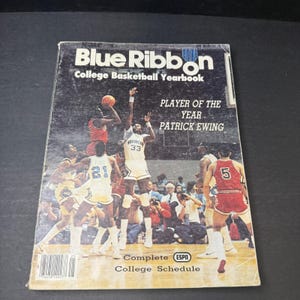 Blue Ribbon
College Basketball Yearbook
PLAYER OF THE
YEAR
PATRICK EWING
33
21
5
Complete ESPN
College Schedule